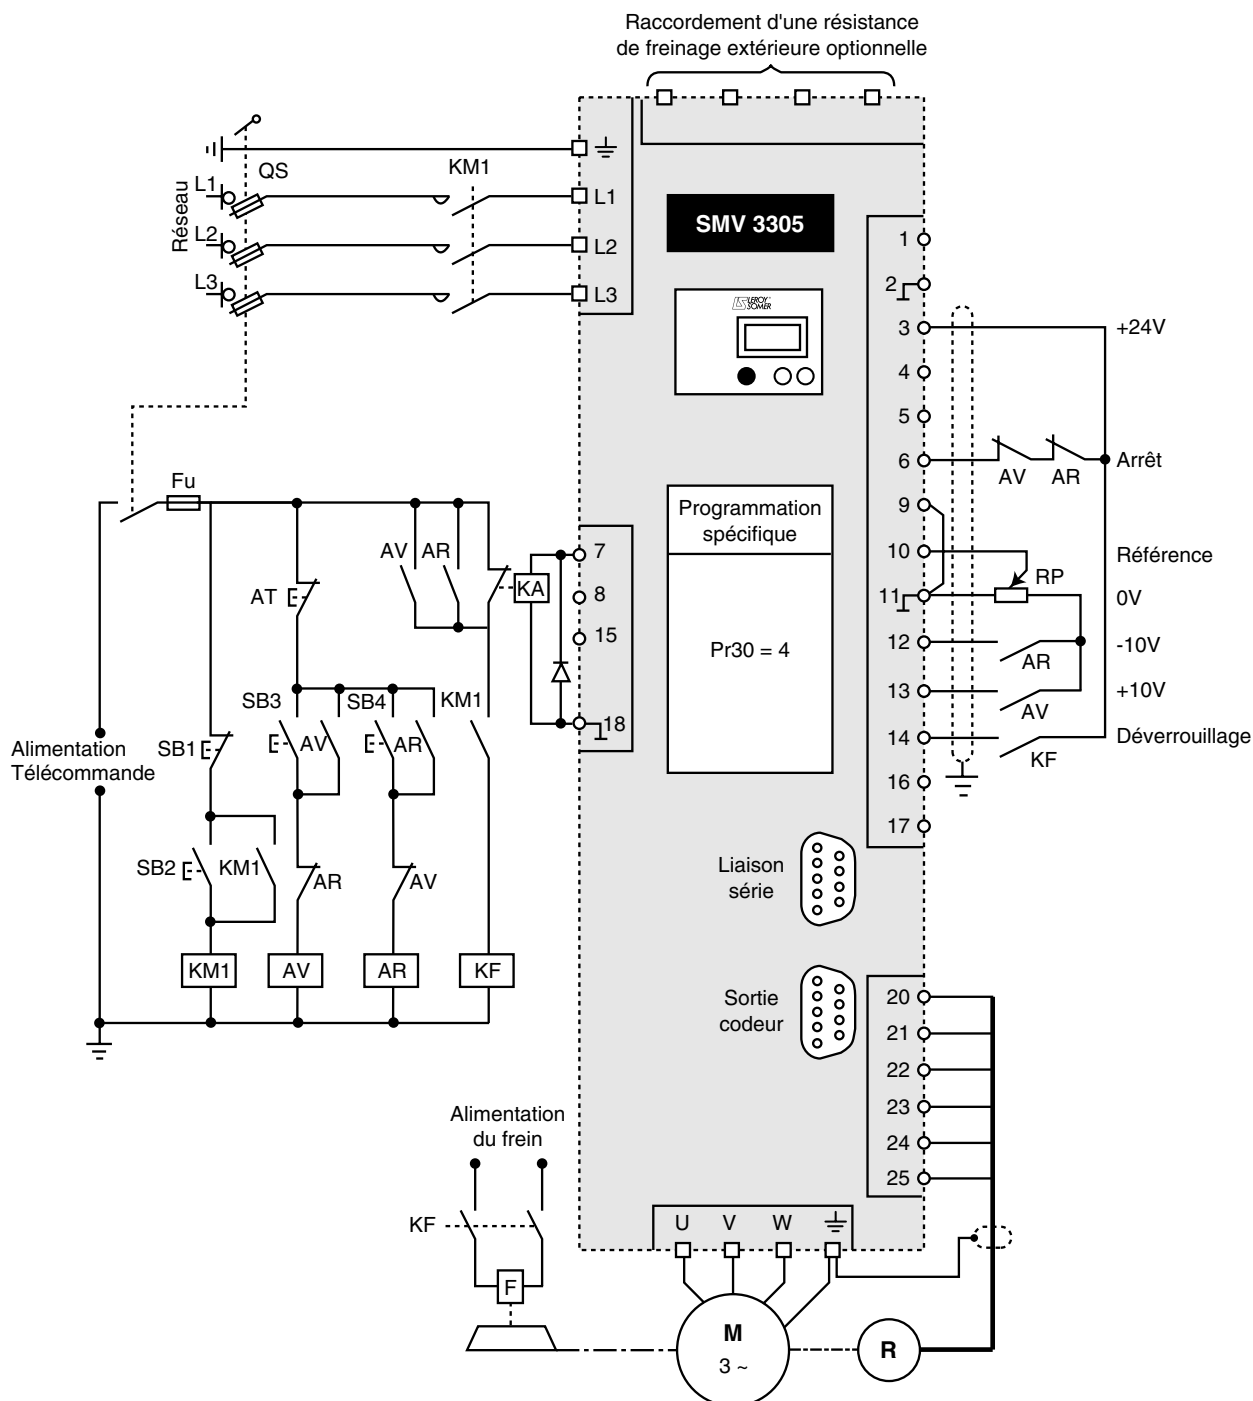 Raccordement d'une résistance
de freinage extérieure optionnelle
QS
KM1
Réseau
L1
L2
L3
L1
L2
L3
SMV 3305
LEROY
SOMER
1
2
3
+24V
4
5
6
AV
AR
Arrêt
Fu
Programmation
spécifique
Pr30 = 4
9
10
Référence
RP
11
0V
12
AR
-10V
13
AV
+10V
14
KF
Déverrouillage
16
17
AV
AR
KA
7
8
15
18
AT
SB3
AV
SB4
AR
KM1
SB1
Alimentation
Télécommande
SB2
KM1
AR
AV
KM1
AV
AR
KF
Liaison
série
Sortie
codeur
20
21
22
23
24
25
Alimentation
du frein
KF
F
U
V
W
M
3 ~
R